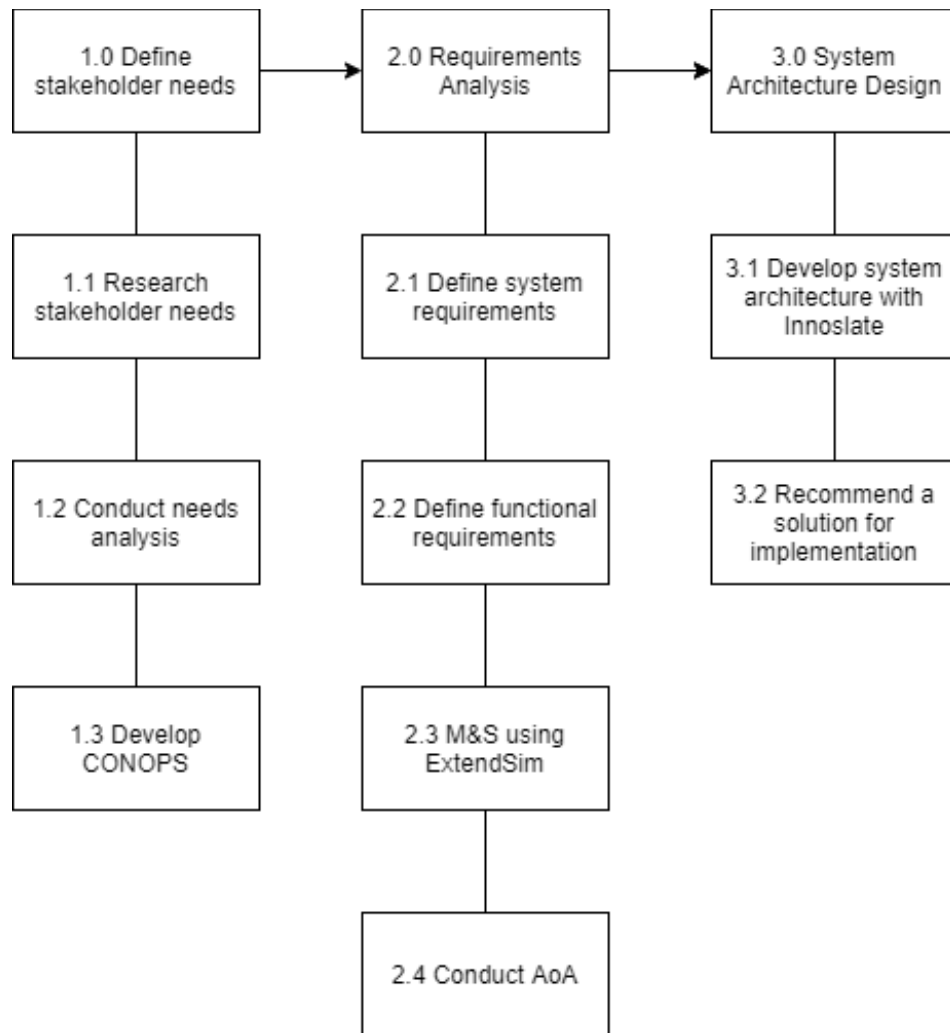 1.0 Define
stakeholder needs
2.0 Requirements
Analysis
3.0 System
Architecture Design
1.1 Research
stakeholder needs
2.1 Define system
requirements
3.1 Develop system
architecture with
Innoslate
1.2 Conduct needs
analysis
2.2 Define functional
requirements
3.2 Recommend a
solution for
implementation
1.3 Develop
CONOPS
2.3 M&S using
ExtendSim
2.4 Conduct AoA